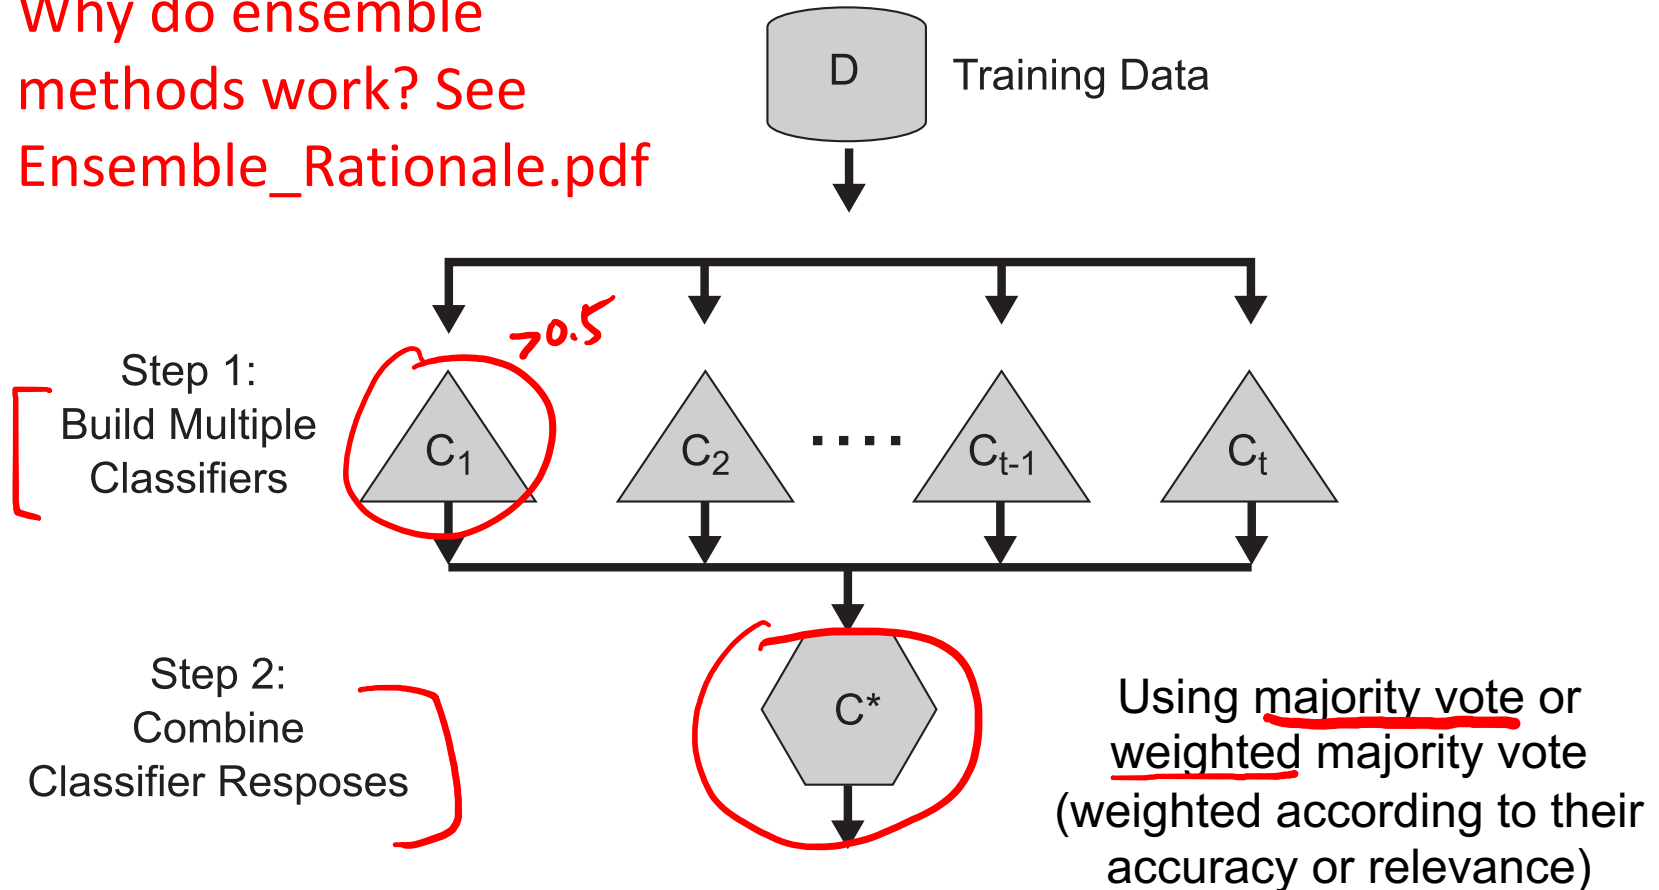 Why do ensemble
methods work? See
Ensemble_Rationale.pdf
D
Training Data
>0.5
Step 1:
Build Multiple
Classifiers
C1
C2
....
Ct-1
Ct
Step 2:
Combine
Classifier Resposes
C*
Using majority vote or
weighted majority vote
(weighted according to their
accuracy or relevance)